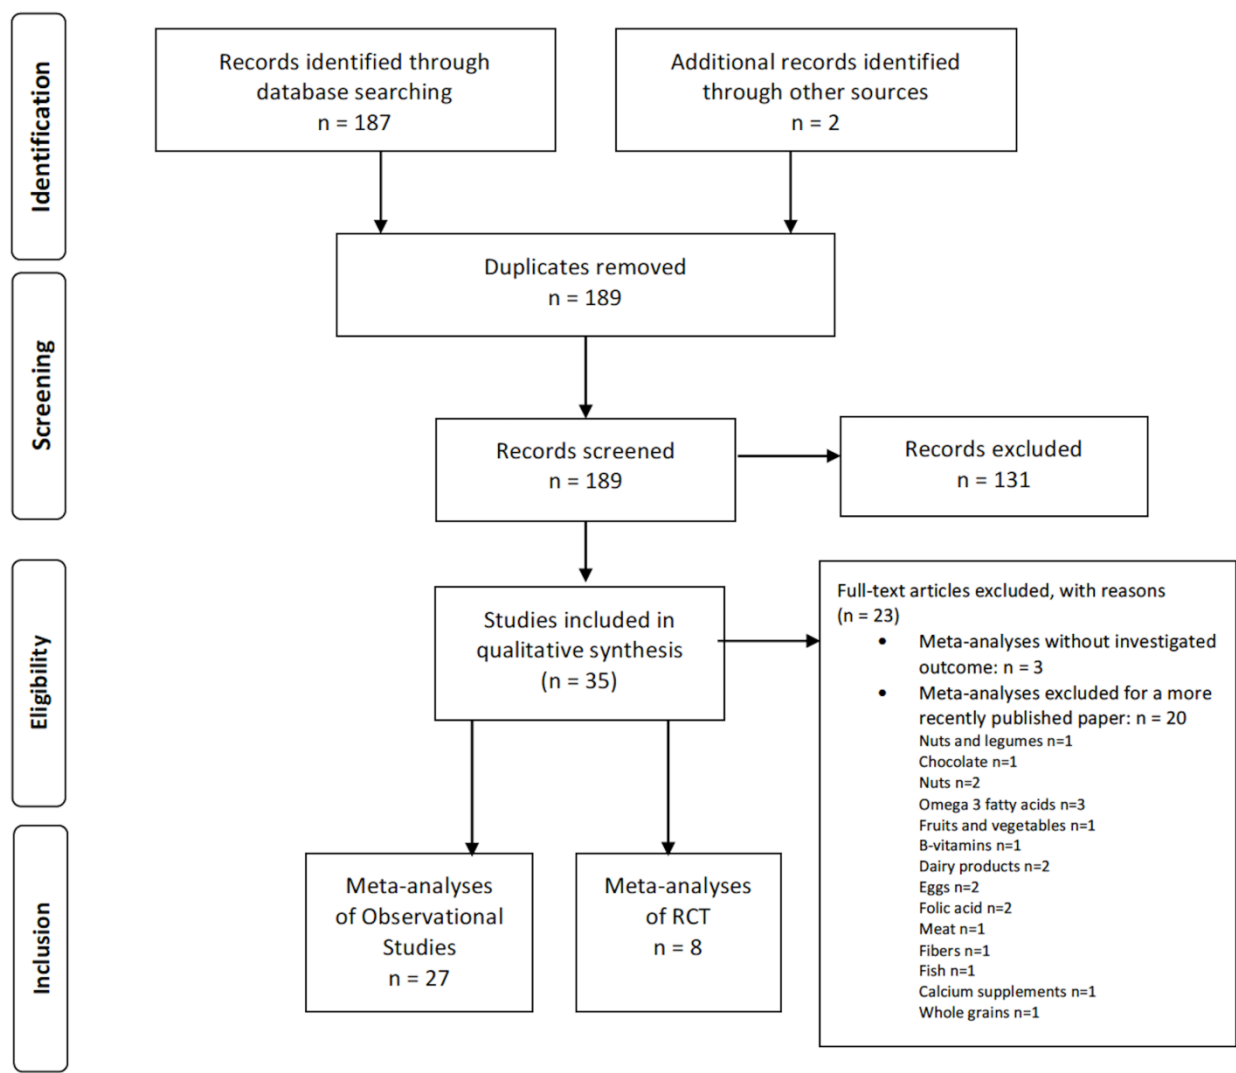 Identification
Records identified through
database searching
n = 187
Additional records identified
through other sources
n = 2
Duplicates removed
n = 189
Screening
Records screened
n = 189
Records excluded
n = 131
Eligibility
Studies included in
qualitative synthesis
(n = 35)
Full-text articles excluded, with reasons
(n = 23)
• Meta-analyses without investigated
outcome: n = 3
• Meta-analyses excluded for a more
recently published paper: n = 20
Nuts and legumes n=1
Chocolate n=1
Nuts n=2
Omega 3 fatty acids n=3
Fruits and vegetables n=1
B-vitamins n=1
Dairy products n=2
Eggs n=2
Folic acid n=2
Meat n=1
Fibers n=1
Fish n=1
Calcium supplements n=1
Whole grains n=1
Inclusion
Meta-analyses
of Observational
Studies
n = 27
Meta-analyses
of RCT
n = 8